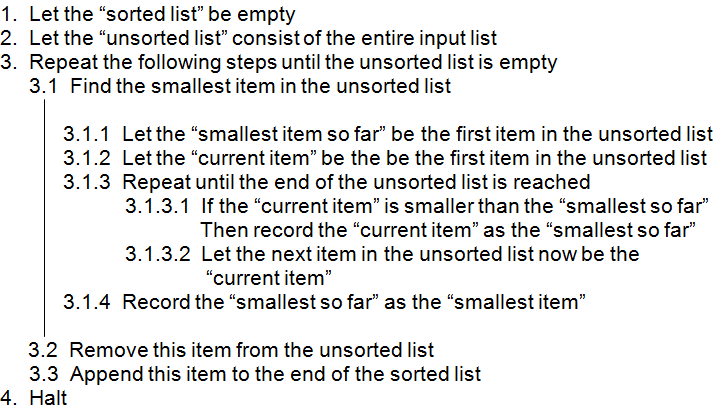 1. Let the “sorted list” be empty
2. Let the “unsorted list” consist of the entire input list
3. Repeat the following steps until the unsorted list is empty
3.1 Find the smallest item in the unsorted list
3.1.1 Let the “smallest item so far” be the first item in the unsorted list
3.1.2 Let the “current item” be the be the first item in the unsorted list
3.1.3 Repeat until the end of the unsorted list is reached
3.1.3.1 If the “current item” is smaller than the “smallest so far”
Then record the “current item” as the “smallest so far”
3.1.3.2 Let the next item in the unsorted list now be the
“current item”
3.1.4 Record the “smallest so far” as the “smallest item”
3.2 Remove this item from the unsorted list
3.3 Append this item to the end of the sorted list
4. Halt